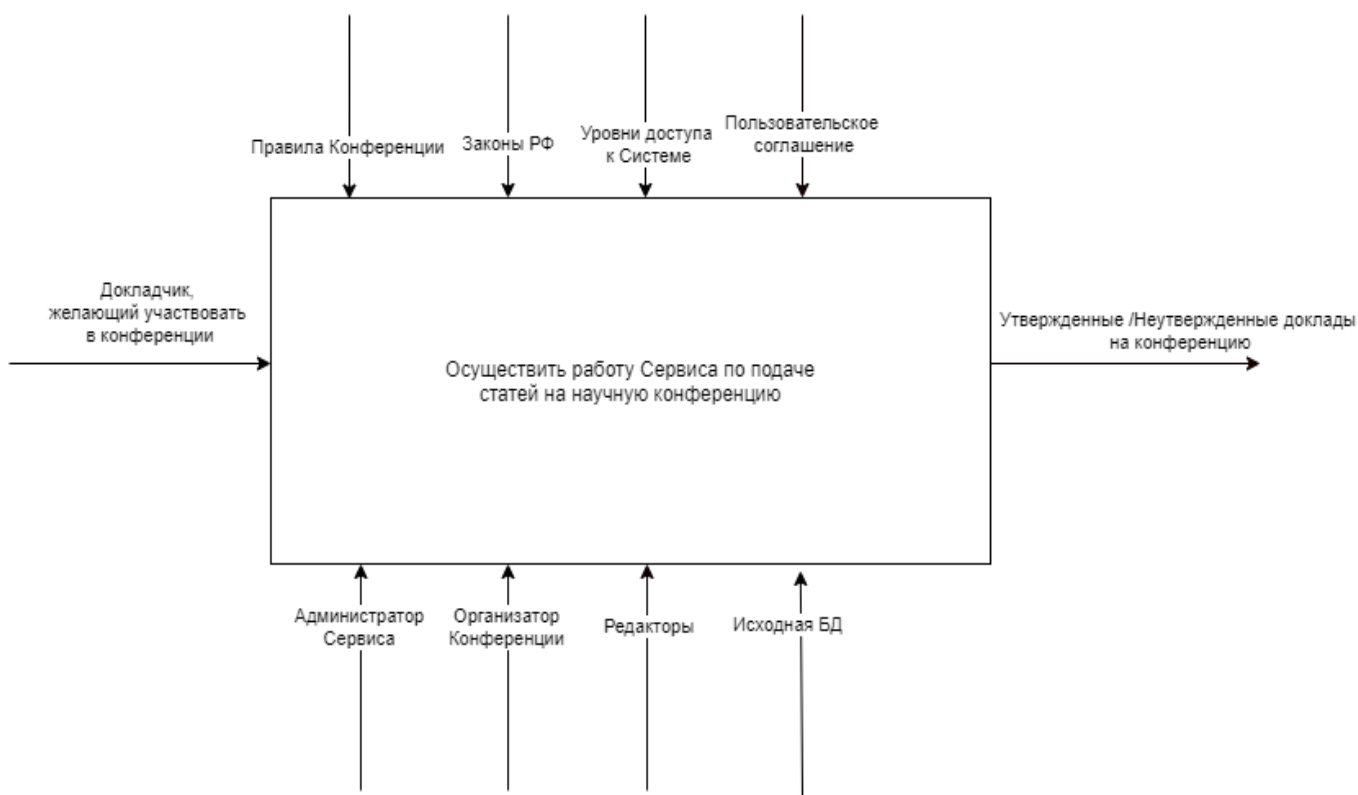 Правила Конференции
Законы РФ
Уровни доступа
к Системе
Пользовательское
соглашение
Докладчик,
желающий участвовать
в конференции
Осуществить работу Сервиса по подаче
статей на научную конференцию
Утвержденные /Неутвержденные доклады
на конференцию
Администратор
Сервиса
Организатор
Конференции
Редакторы
Исходная БД